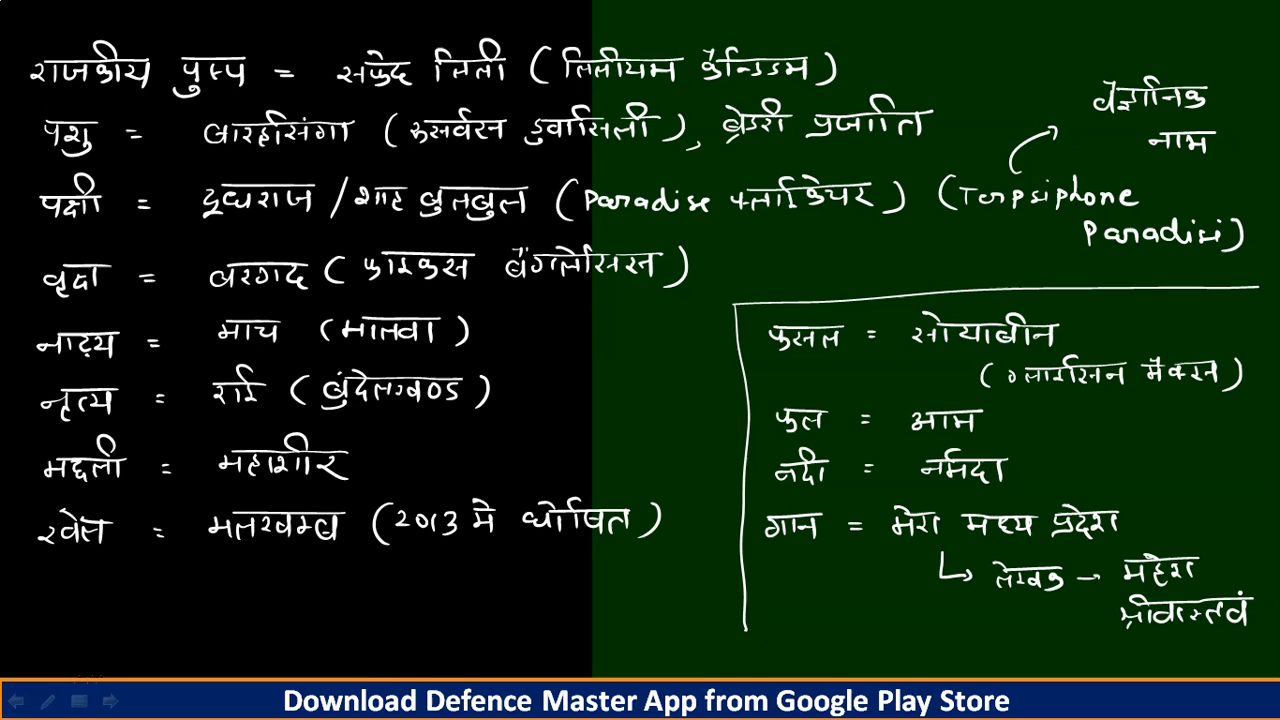 राजकीय पुष्प = सफेद लिली (लिलीयम कैन्डिडम)
पशु = बारहसिंगा (रूसर्वस डुवासिली), ब्रेडरी प्रजाति
पक्षी = दूधराज / शाह बुलबुल (Paradise फ्लाईकेचर) (Terpsiphone Paradisi)
वैज्ञानिक नाम
वृक्ष = बरगद (फाइकस बैंगलेसिस)
नाट्य = माच (मालवा)
नृत्य = राई (बुंदेलखण्ड)
मछली = महाशीर
खेल = मलखम्ब (2013 मे घोषित)
फसल = सोयाबीन
(ग्लाईसिन मैक्स)
फल = आम
नदी = नर्मदा
गान = मेरा मध्य प्रदेश
↳ लेखक - महेश
श्रीवास्तव
Download Defence Master App from Google Play Store